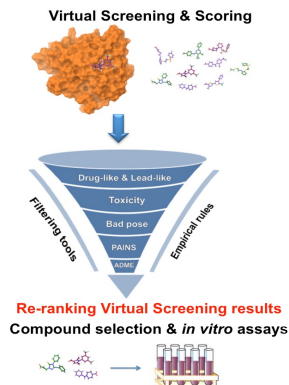 Virtual Screening & Scoring
Drug-like & Lead-like
Toxicity
Bad pose
PAINS
ADME
Filtering tools
Empirical rules
Re-ranking Virtual Screening results
Compound selection & in vitro assays